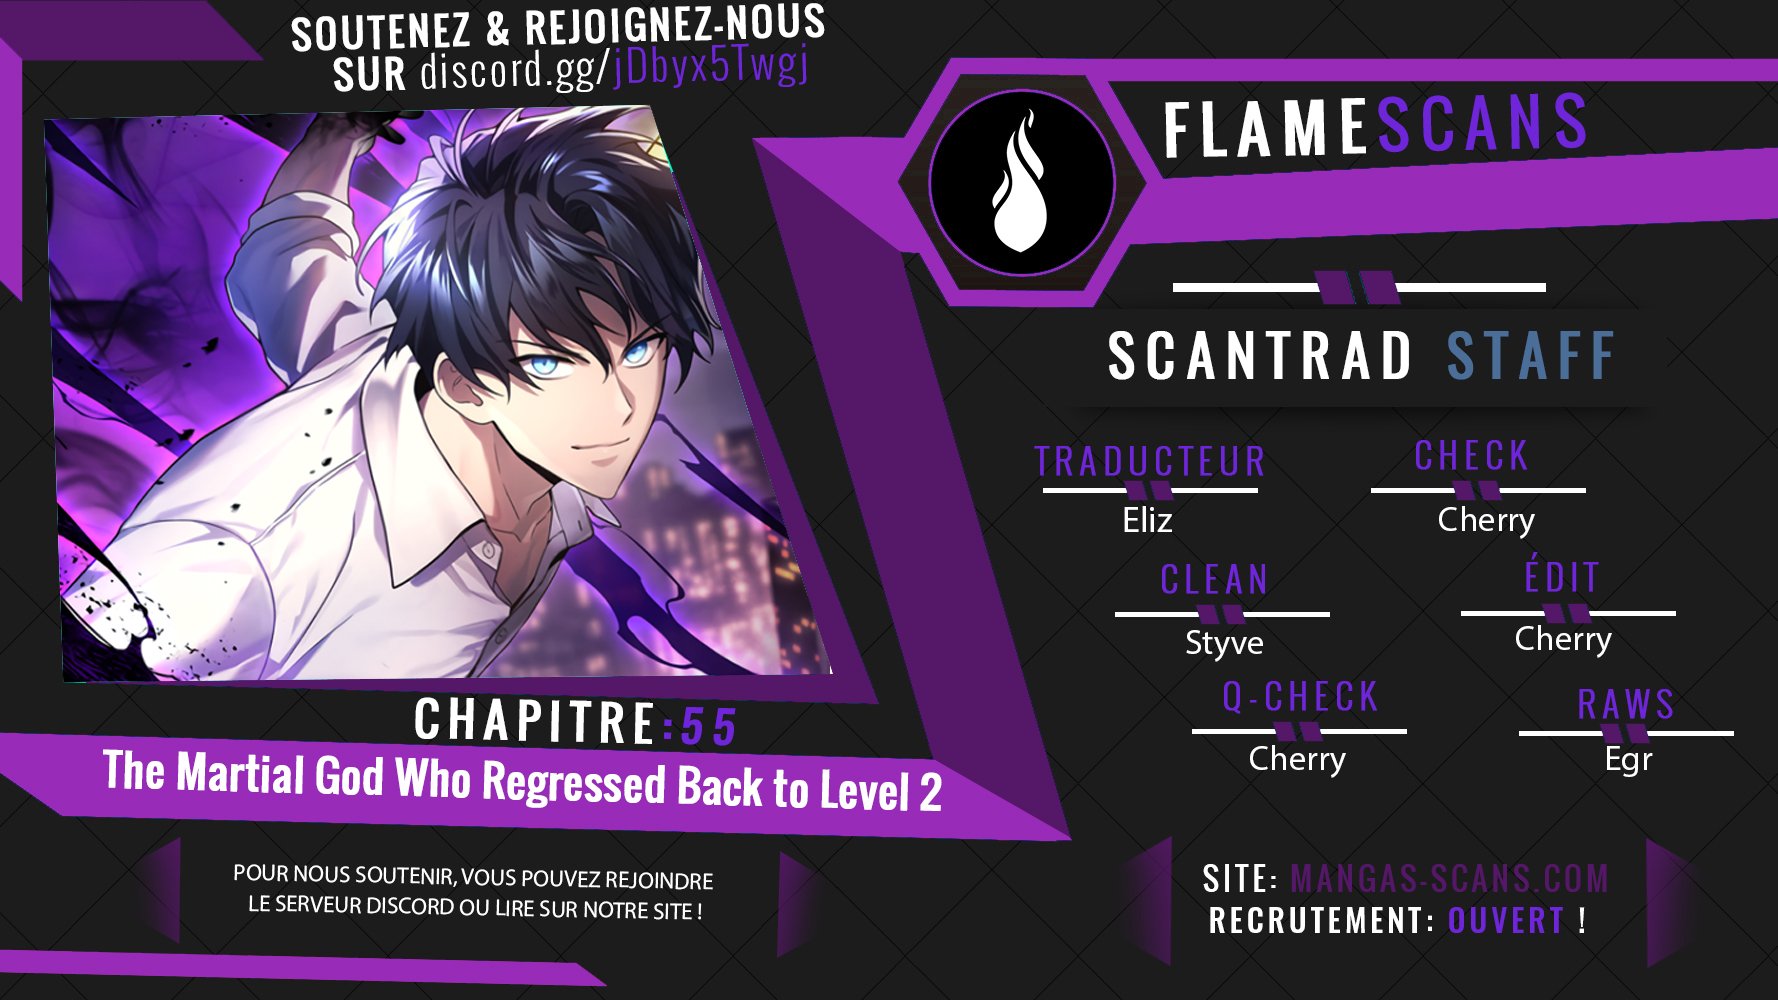 SOUTENEZ & REJOIGNEZ-NOUS
SUR discord.gg/jDbyx5Twgj
FLAMESCANS
SCANTRAD STAFF
TRADUCTEUR
Eliz
CHECK
Cherry
CLEAN
Styve
ÉDIT
Cherry
Q-CHECK
Cherry
RAWS
Egr
CHAPITRE:55
The Martial God Who Regressed Back to Level 2
POUR NOUS SOUTENIR, VOUS POUVEZ REJOINDRE
LE SERVEUR DISCORD OU LIRE SUR NOTRE SITE !
SITE: MANGAS-SCANS.COM
RECRUTEMENT: OUVERT !